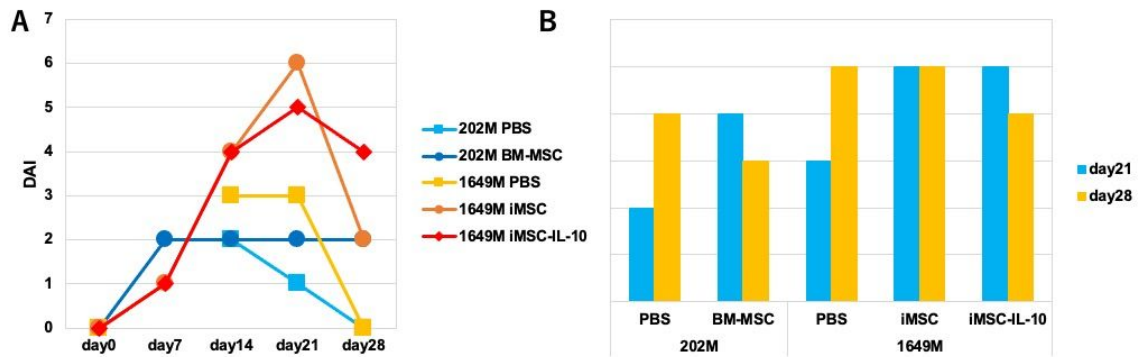 A
7
6
5
4
3
2
1
0
DAI
day0 day7 day14 day21 day28
202M PBS
202M BM-MSC
1649M PBS
1649M iMSC
1649M iMSC-IL-10
B
PBS BM-MSC PBS iMSC iMSC-IL-10
202M 1649M
day21
day28